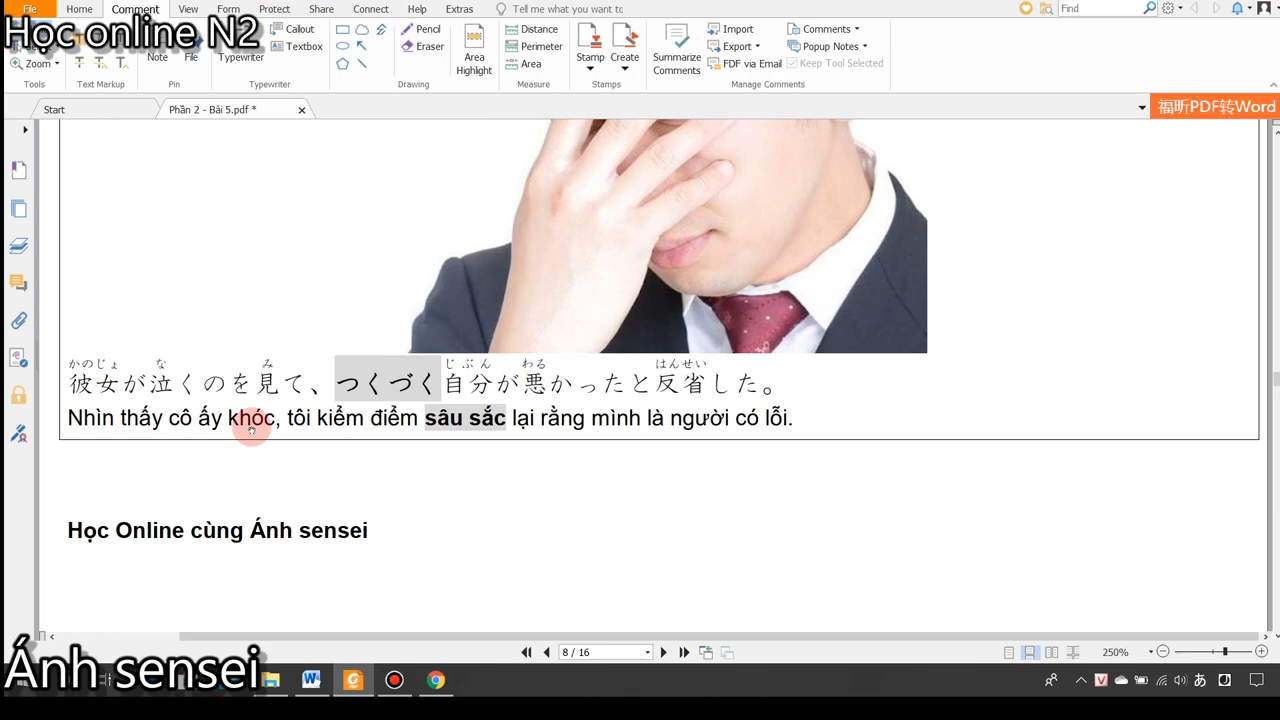 File Home Comment View Form Protect Share Connect Help Extras Tell me what you want to Find
Học online N2
Zoom
Note File Typewriter
Callout
Textbox
Pencil
Eraser
Area Highlight
Distance
Perimeter
Area
Stamp Create
Summarize Comments
Import
Export
FDF via Email
Comments
Popup Notes
Keep Tool Selected
Tools Text Markup Pin Typewriter Drawing Measure Stamps Manage Comments
Start Phần 2 - Bài 5.pdf * 福昕PDF转Word
かのじょ な み じぶん わる はんせい
彼女が泣くのを見て、つくづく自分が悪かったと反省した。
Nhìn thấy cô ấy khóc, tôi kiểm điểm sâu sắc lại rằng mình là người có lỗi.
Học Online cùng Ánh sensei
8 / 16 250%
Ánh sensei
あ